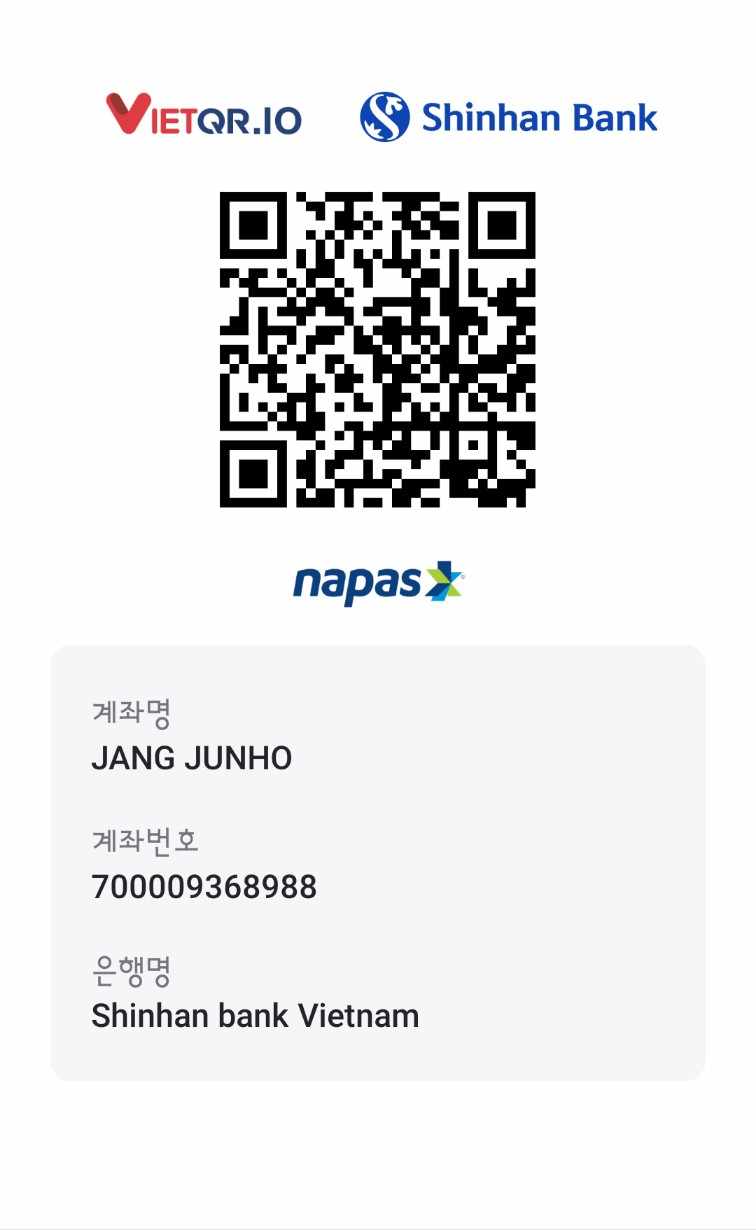 VIETQR.IO Shinhan Bank
napas
계좌명
JANG JUNHO
계좌번호
700009368988
은행명
Shinhan bank Vietnam